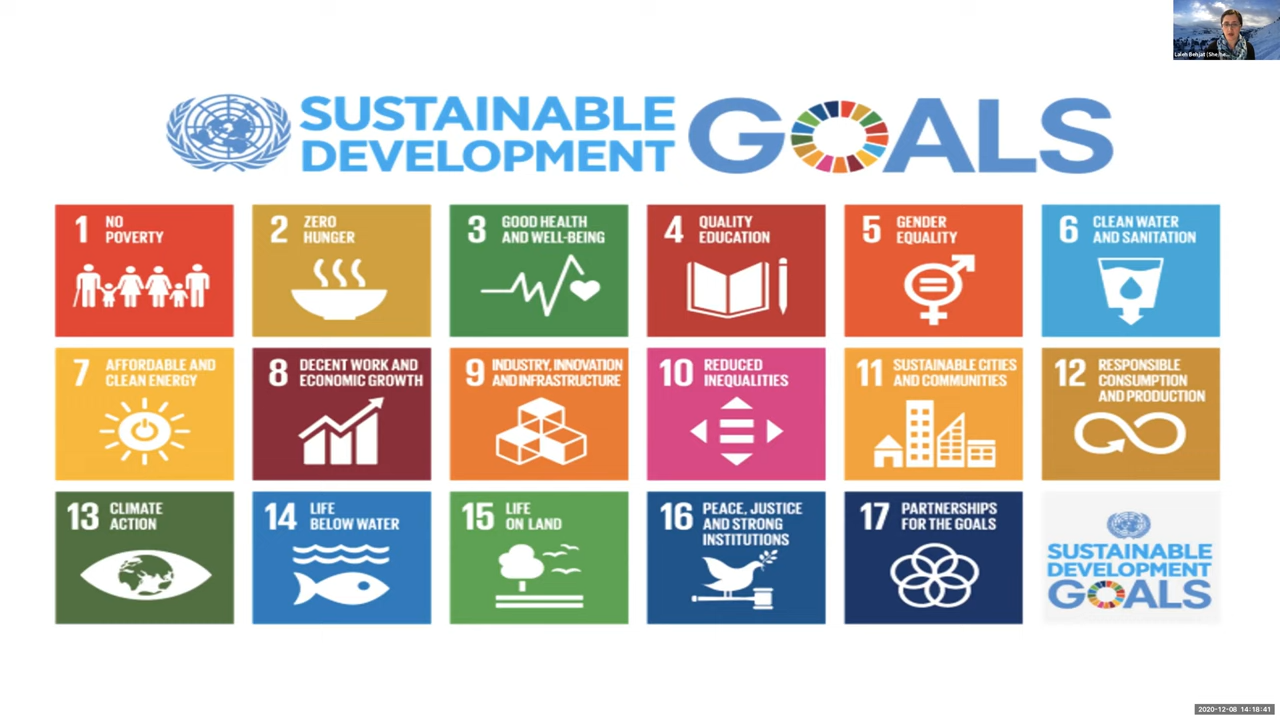 Laleh Behjat (She/he...
SUSTAINABLE
DEVELOPMENT
GOALS
1 NO
POVERTY
2 ZERO
HUNGER
3 GOOD HEALTH
AND WELL-BEING
4 QUALITY
EDUCATION
5 GENDER
EQUALITY
6 CLEAN WATER
AND SANITATION
7 AFFORDABLE AND
CLEAN ENERGY
8 DECENT WORK AND
ECONOMIC GROWTH
9 INDUSTRY, INNOVATION
AND INFRASTRUCTURE
10 REDUCED
INEQUALITIES
11 SUSTAINABLE CITIES
AND COMMUNITIES
12 RESPONSIBLE
CONSUMPTION
AND PRODUCTION
13 CLIMATE
ACTION
14 LIFE
BELOW WATER
15 LIFE
ON LAND
16 PEACE, JUSTICE
AND STRONG
INSTITUTIONS
17 PARTNERSHIPS
FOR THE GOALS
SUSTAINABLE
DEVELOPMENT
GOALS
2020-12-08 14:18:41